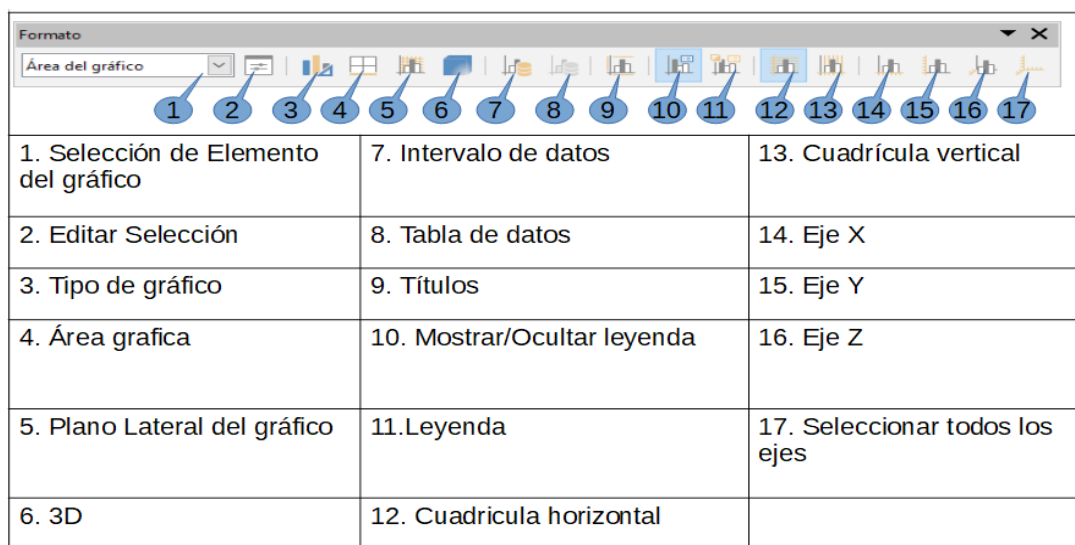 Formato
Área del gráfico
1 2 3 4 5 6 7 8 9 10 11 12 13 14 15 16 17
1. Selección de Elemento
del gráfico
7. Intervalo de datos
13. Cuadrícula vertical
2. Editar Selección
8. Tabla de datos
14. Eje X
3. Tipo de gráfico
9. Títulos
15. Eje Y
4. Área grafica
10. Mostrar/Ocultar leyenda
16. Eje Z
5. Plano Lateral del gráfico
11.Leyenda
17. Seleccionar todos los
ejes
6. 3D
12. Cuadricula horizontal